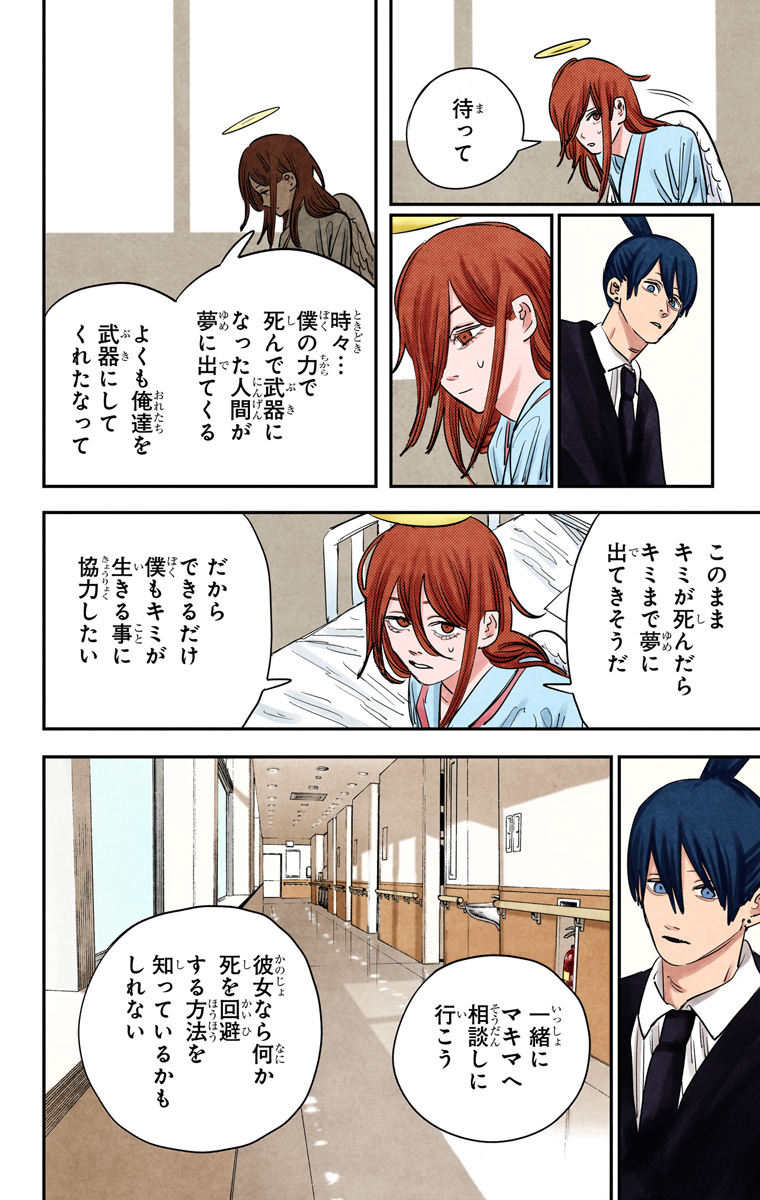 待って
時々…
僕の力で
死んで武器に
なった人間が
夢に出てくる
よくも俺達を
武器にして
くれたなって
このまま
キミが死んだら
キミまで夢に
出てきそうだ
だから
できるだけ
僕もキミが
生きる事に
協力したい
一緒に
マキマへ
相談しに
行こう
彼女なら何か
死を回避
する方法を
知っているかも
しれない